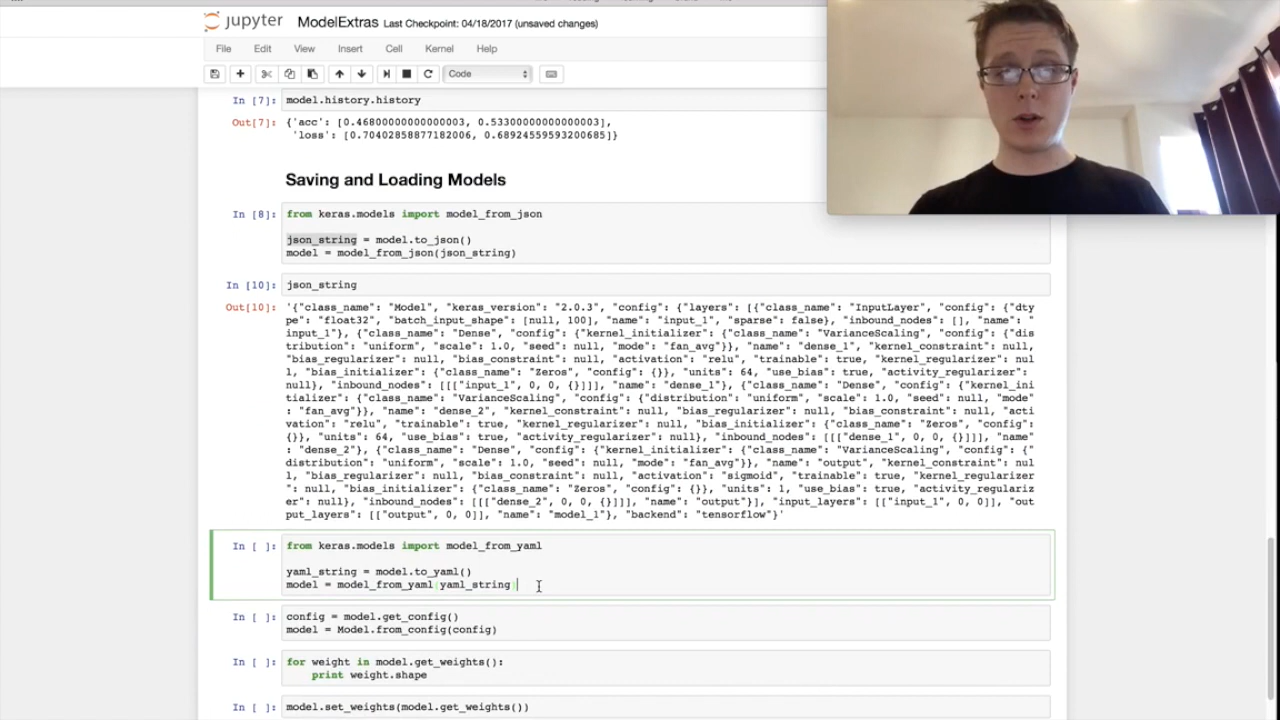 jupyter ModelExtras Last Checkpoint: 04/18/2017 (unsaved changes)
File Edit View Insert Cell Kernel Help
Code
In [7]: model.history.history
Out[7]: {'acc': [0.46800000000000003, 0.53300000000000003],
'loss': [0.70402858877182006, 0.68924559593200685]}
Saving and Loading Models
In [8]: from keras.models import model_from_json
json_string = model.to_json()
model = model_from_json(json_string)
In [10]: json_string
Out[10]: '{"class_name": "Model", "keras_version": "2.0.3", "config": {"layers": [{"class_name": "InputLayer", "config": {"dty
pe": "float32", "batch_input_shape": [null, 100], "name": "input_1", "sparse": false}, "inbound_nodes": [], "name": "
input_1"}, {"class_name": "Dense", "config": {"kernel_initializer": {"class_name": "VarianceScaling", "config": {"dis
tribution": "uniform", "scale": 1.0, "seed": null, "mode": "fan_avg"}}, "name": "dense_1", "kernel_constraint": null,
"bias_regularizer": null, "bias_constraint": null, "activation": "relu", "trainable": true, "kernel_regularizer": nul
l, "bias_initializer": {"class_name": "Zeros", "config": {}}, "units": 64, "use_bias": true, "activity_regularizer":
null}, "inbound_nodes": [[["input_1", 0, 0, {}]]], "name": "dense_1"}, {"class_name": "Dense", "config": {"kernel_ini
tializer": {"class_name": "VarianceScaling", "config": {"distribution": "uniform", "scale": 1.0, "seed": null, "mode"
: "fan_avg"}}, "name": "dense_2", "kernel_constraint": null, "bias_regularizer": null, "bias_constraint": null, "acti
vation": "relu", "trainable": true, "kernel_regularizer": null, "bias_initializer": {"class_name": "Zeros", "config":
{}}, "units": 64, "use_bias": true, "activity_regularizer": null}, "inbound_nodes": [[["dense_1", 0, 0, {}]]], "name"
: "dense_2"}, {"class_name": "Dense", "config": {"kernel_initializer": {"class_name": "VarianceScaling", "config": {"
distribution": "uniform", "scale": 1.0, "seed": null, "mode": "fan_avg"}}, "name": "output", "kernel_constraint": nul
l, "bias_regularizer": null, "bias_constraint": null, "activation": "sigmoid", "trainable": true, "kernel_regularizer
": null, "bias_initializer": {"class_name": "Zeros", "config": {}}, "units": 1, "use_bias": true, "activity_regulariz
er": null}, "inbound_nodes": [[["dense_2", 0, 0, {}]]], "name": "output"}], "input_layers": [["input_1", 0, 0]], "out
put_layers": [["output", 0, 0]], "name": "model_1"}, "backend": "tensorflow"}'
In [ ]: from keras.models import model_from_yaml
yaml_string = model.to_yaml()
model = model_from_yaml(yaml_string)
In [ ]: config = model.get_config()
model = Model.from_config(config)
In [ ]: for weight in model.get_weights():
print weight.shape
In [ ]: model.set_weights(model.get_weights())